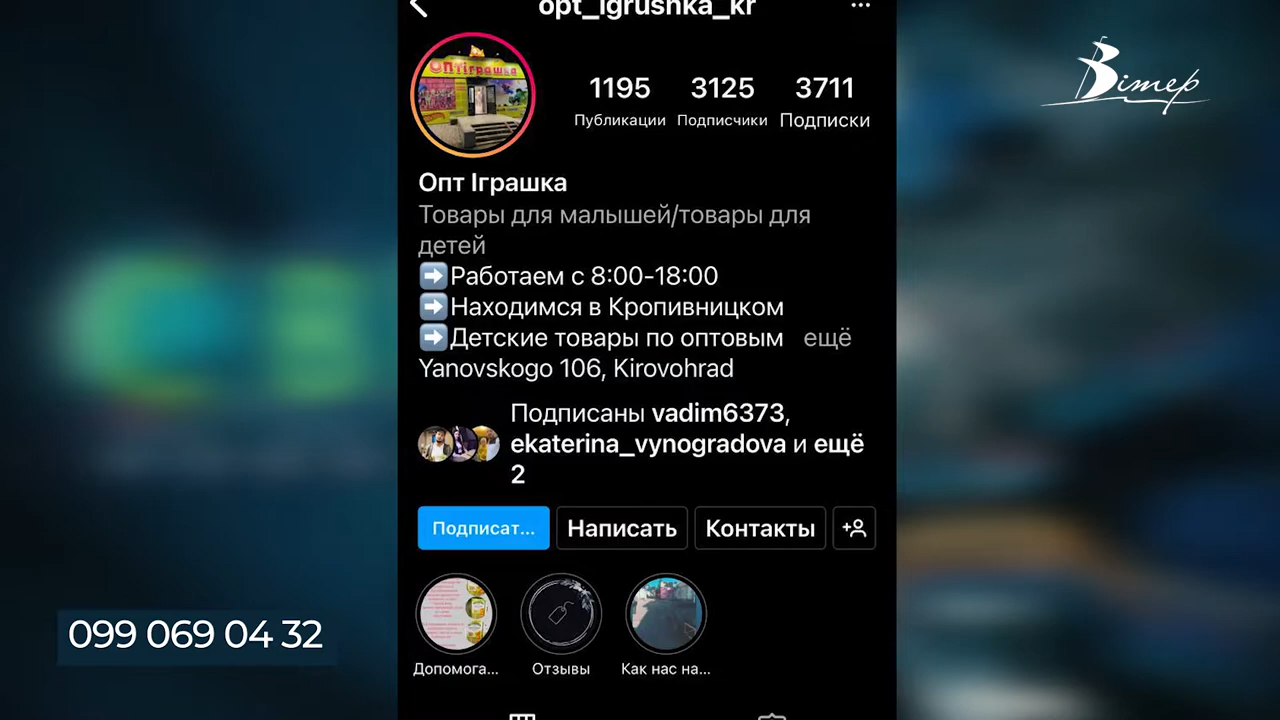 opt_igrushka_kr
Вітер
ОПТіграшка
1195 3125 3711
Публикации Подписчики Подписки
Опт Іграшка
Товары для малышей/товары для
детей
Работаем с 8:00-18:00
Находимся в Кропивницком
Детские товары по оптовым ещё
Yanovskogo 106, Kirovohrad
Подписаны vadim6373,
ekaterina_vynogradova и ещё
2
Подписат... Написать Контакты
099 069 04 32
Допомога... Отзывы Как нас на...